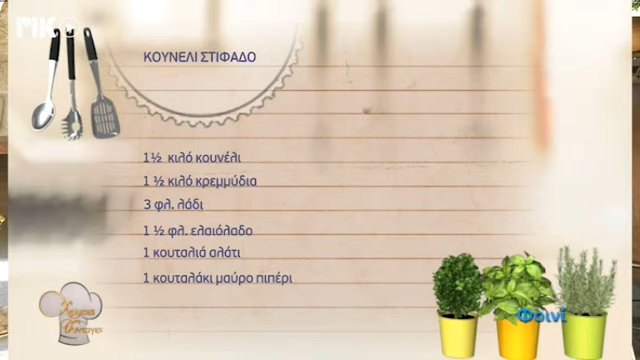 ΡΙΚ
ΚΟΥΝΕΛΙ ΣΤΙΦΑΔΟ
1½ κιλό κουνέλι
1 ½ κιλό κρεμμύδια
3 φλ. λάδι
1 ½ φλ. ελαιόλαδο
1 κουταλιά αλάτι
1 κουταλάκι μαύρο πιπέρι
Φοινί